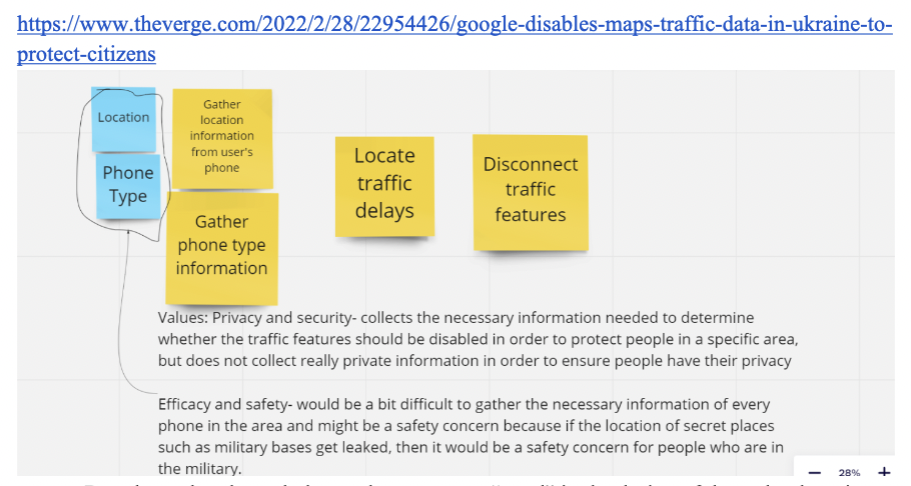 https://www.theverge.com/2022/2/28/22954426/google-disables-maps-traffic-data-in-ukraine-to-
protect-citizens
Location
Phone
Type
Gather
location
information
from user's
phone
Gather
phone type
information
Locate
traffic
delays
Disconnect
traffic
features
Values: Privacy and security- collects the necessary information needed to determine
whether the traffic features should be disabled in order to protect people in a specific area,
but does not collect really private information in order to ensure people have their privacy
Efficacy and safety- would be a bit difficult to gather the necessary information of every
phone in the area and might be a safety concern because if the location of secret places
such as military bases get leaked, then it would be a safety concern for people who are in
the military.
— 28% +